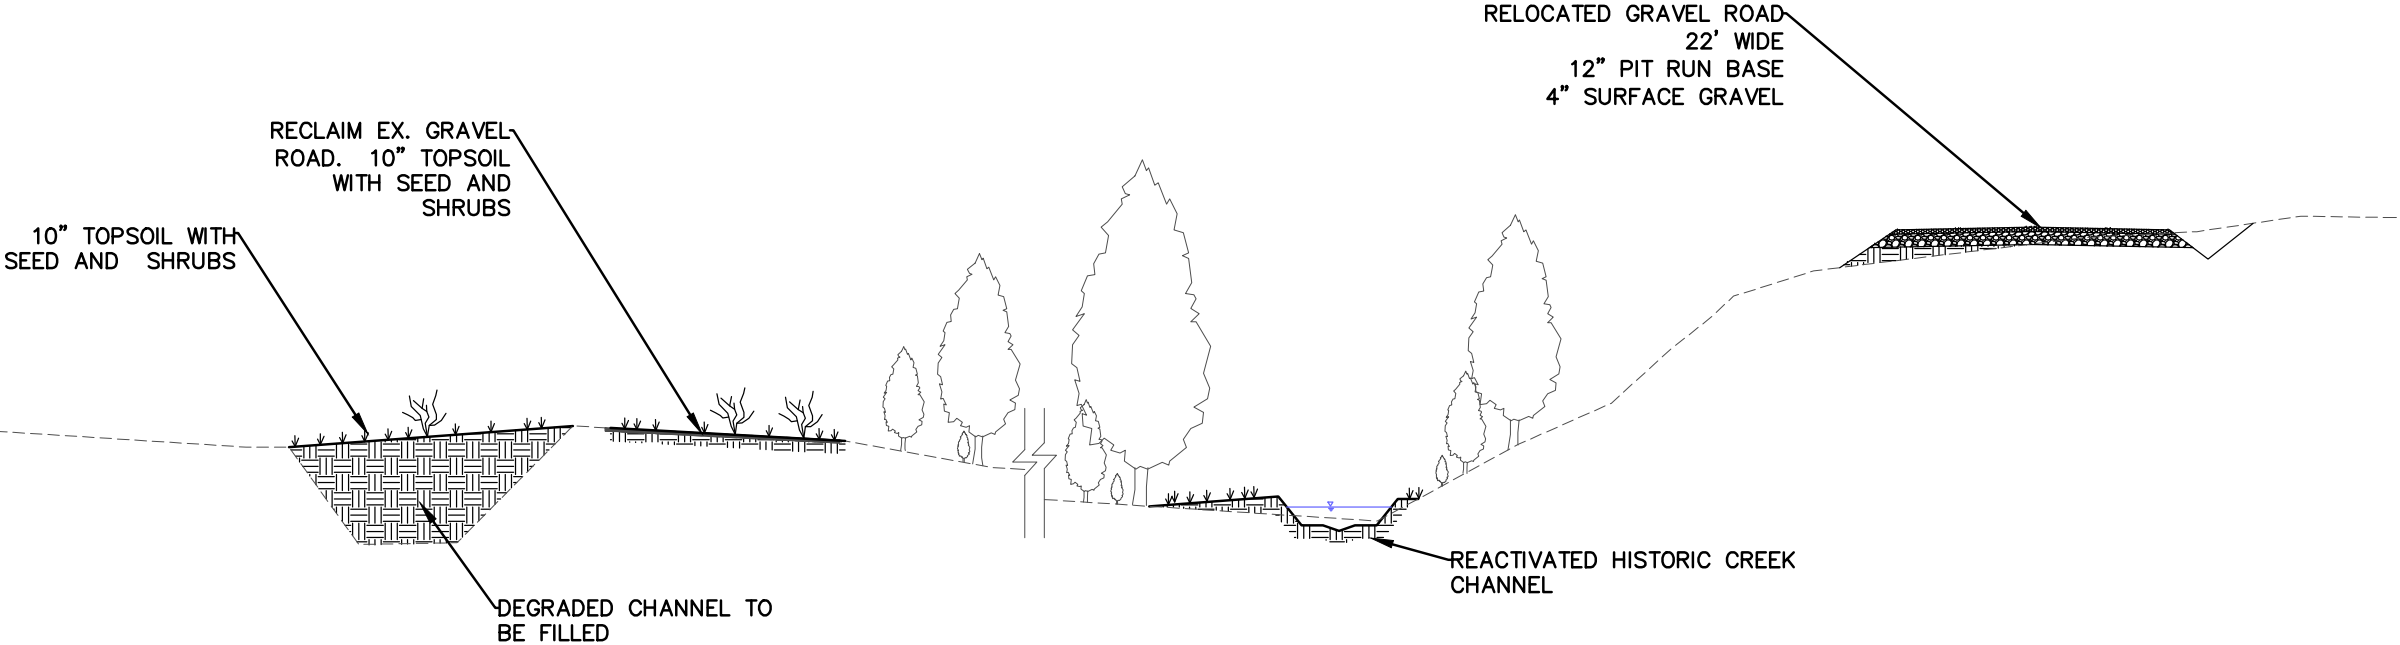 RELOCATED GRAVEL ROAD
22' WIDE
12" PIT RUN BASE
4" SURFACE GRAVEL
RECLAIM EX. GRAVEL
ROAD. 10" TOPSOIL
WITH SEED AND
SHRUBS
10" TOPSOIL WITH
SEED AND SHRUBS
REACTIVATED HISTORIC CREEK
CHANNEL
DEGRADED CHANNEL TO
BE FILLED